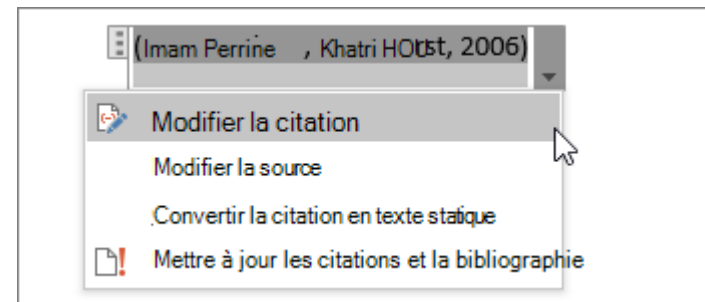 (Imam Perrine , Khatri HOtst, 2006)
Modifier la citation
Modifier la source
Convertir la citation en texte statique
Mettre à jour les citations et la bibliographie